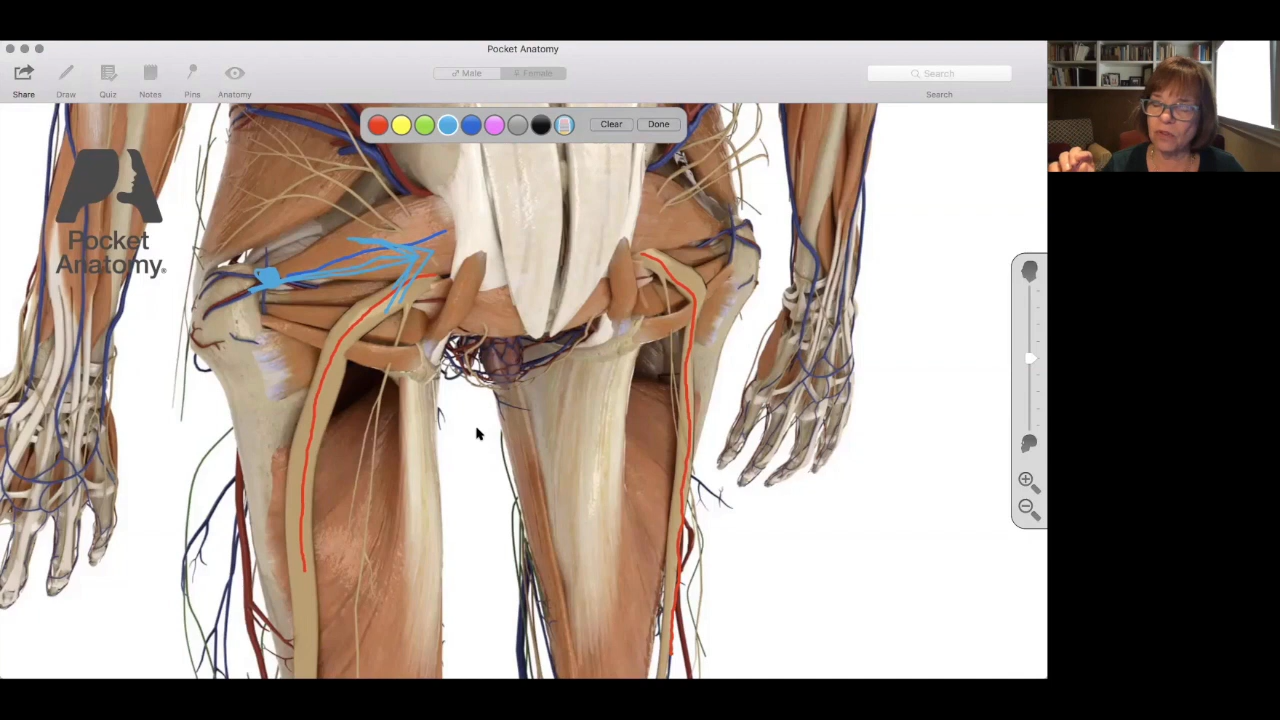 Pocket Anatomy
Share
Draw
Quiz
Notes
Pins
Anatomy
Male
Female
Search
Search
Clear
Done
Pocket
Anatomy®